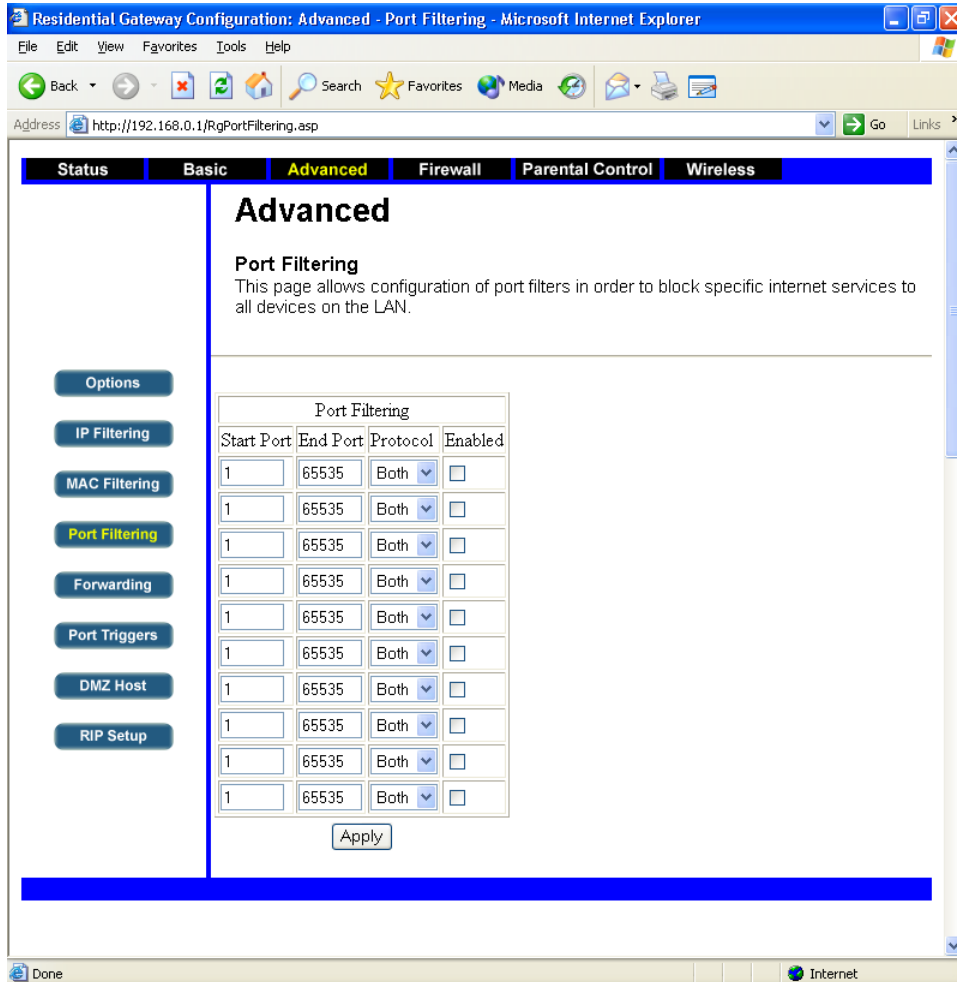 Residential Gateway Configuration: Advanced - Port Filtering - Microsoft Internet Explorer
File Edit View Favorites Tools Help
Back Search Favorites Media
Address http://192.168.0.1/RgPortFiltering.asp Go Links
Status Basic Advanced Firewall Parental Control Wireless
Advanced
Port Filtering
This page allows configuration of port filters in order to block specific internet services to
all devices on the LAN.
Options
IP Filtering
MAC Filtering
Port Filtering
Forwarding
Port Triggers
DMZ Host
RIP Setup
Port Filtering
Start Port End Port Protocol Enabled
1 65535 Both
1 65535 Both
1 65535 Both
1 65535 Both
1 65535 Both
1 65535 Both
1 65535 Both
1 65535 Both
1 65535 Both
1 65535 Both
Apply
Done Internet